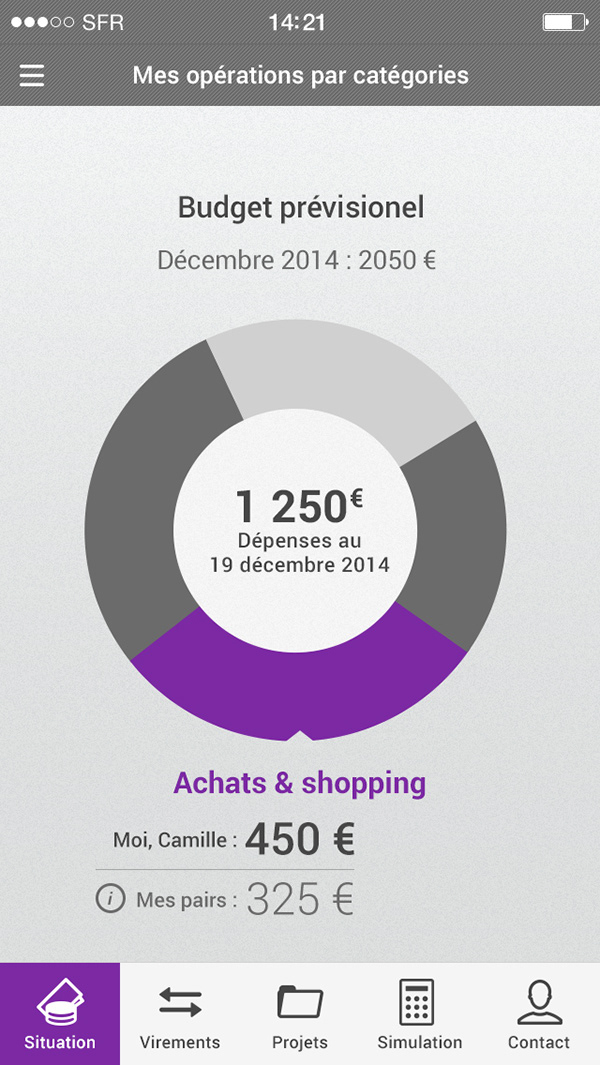 SFR 14:21
Mes opérations par catégories
Budget prévisionel
Décembre 2014 : 2050 €
1 250€
Dépenses au
19 décembre 2014
Achats & shopping
Moi, Camille : 450 €
i Mes pairs : 325 €
Situation Virements Projets Simulation Contact